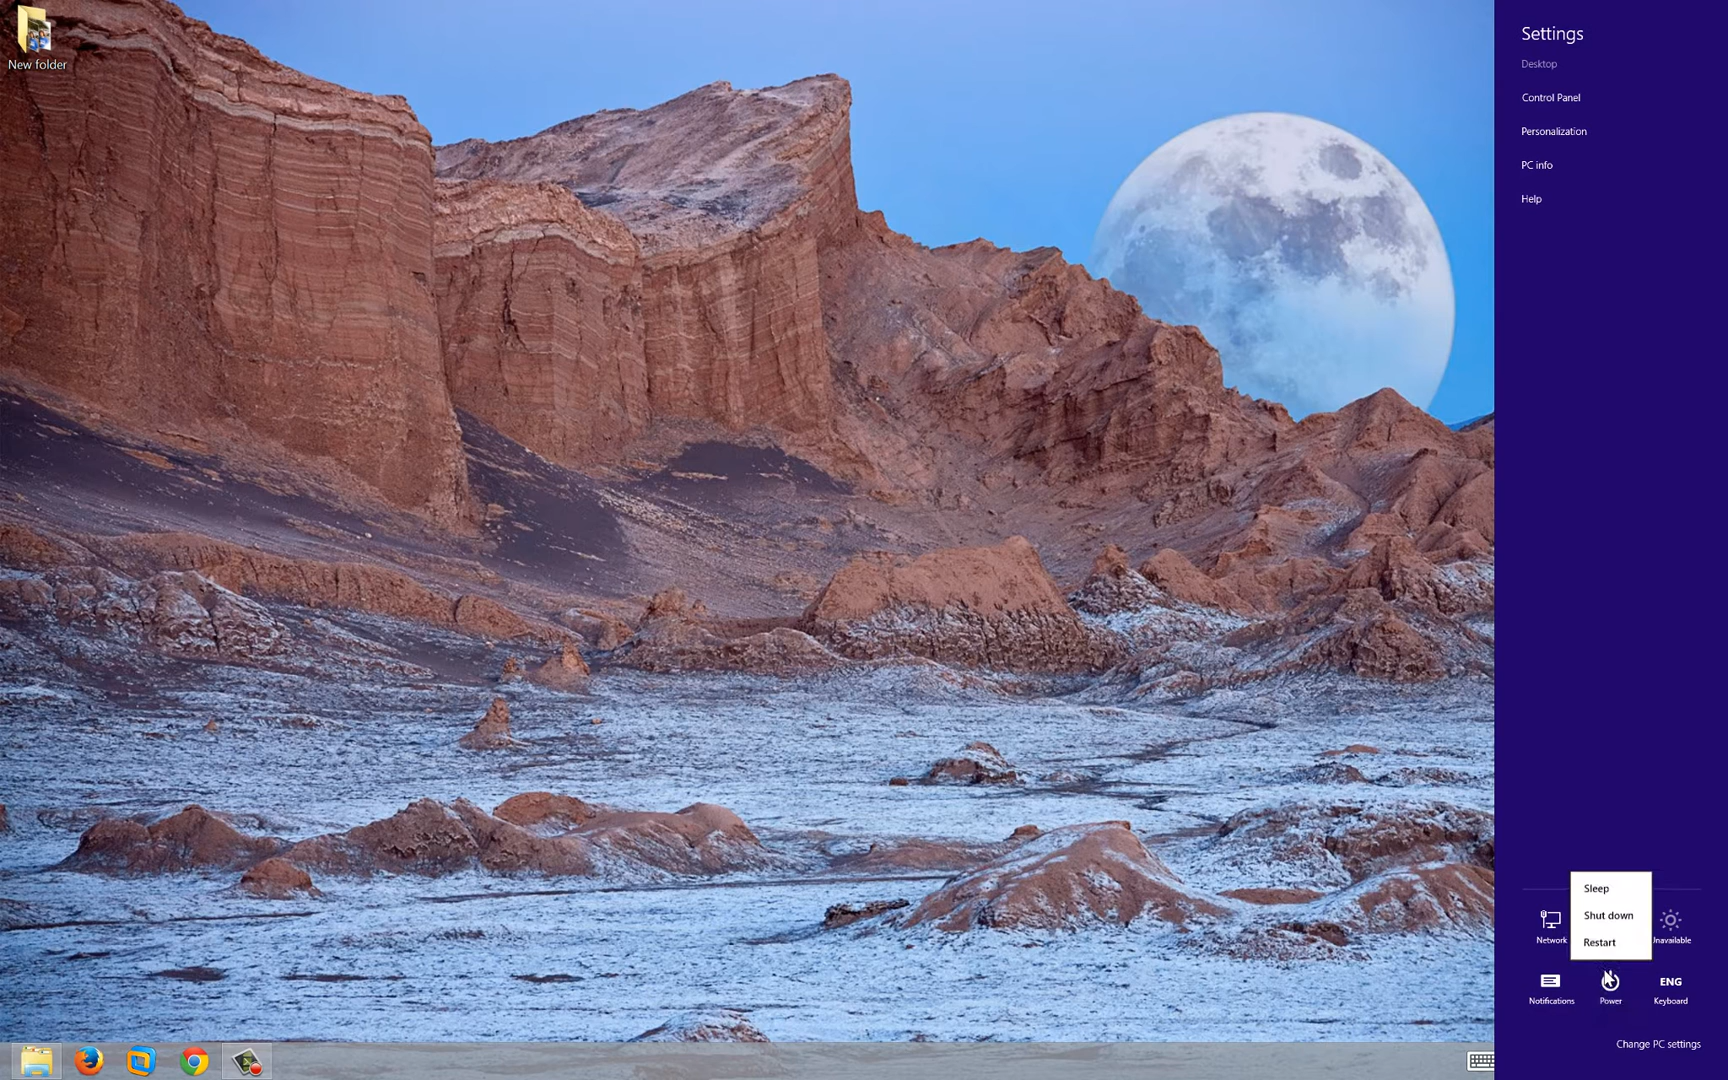 New folder
Settings
Desktop
Control Panel
Personalization
PC info
Help
Sleep
Shut down
Restart
Network
Unavailable
Notifications
Power
ENG
Keyboard
Change PC settings